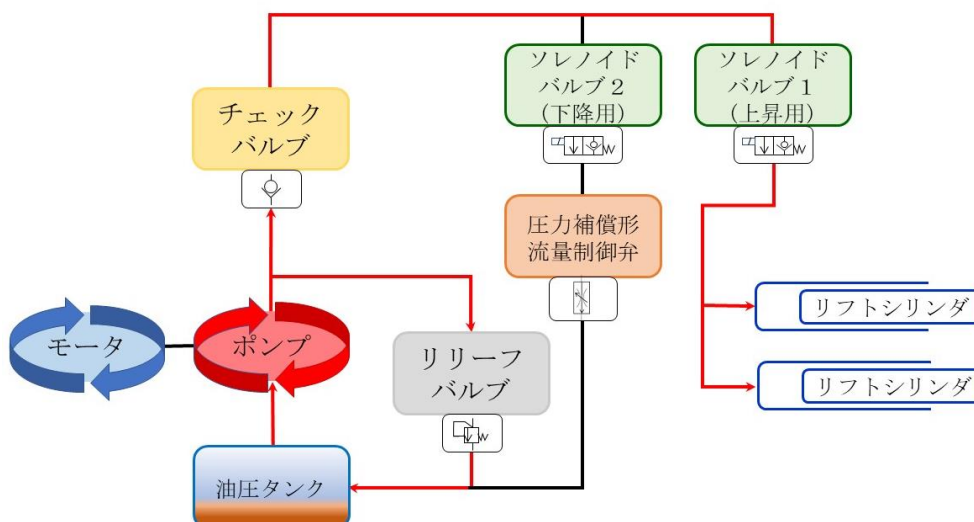 ソレノイド
バルブ２
(下降用)
ソレノイド
バルブ１
(上昇用)
チェック
バルブ
圧力補償形
流量制御弁
モータ
ポンプ
リリーフ
バルブ
リフトシリンダ
リフトシリンダ
油圧タンク